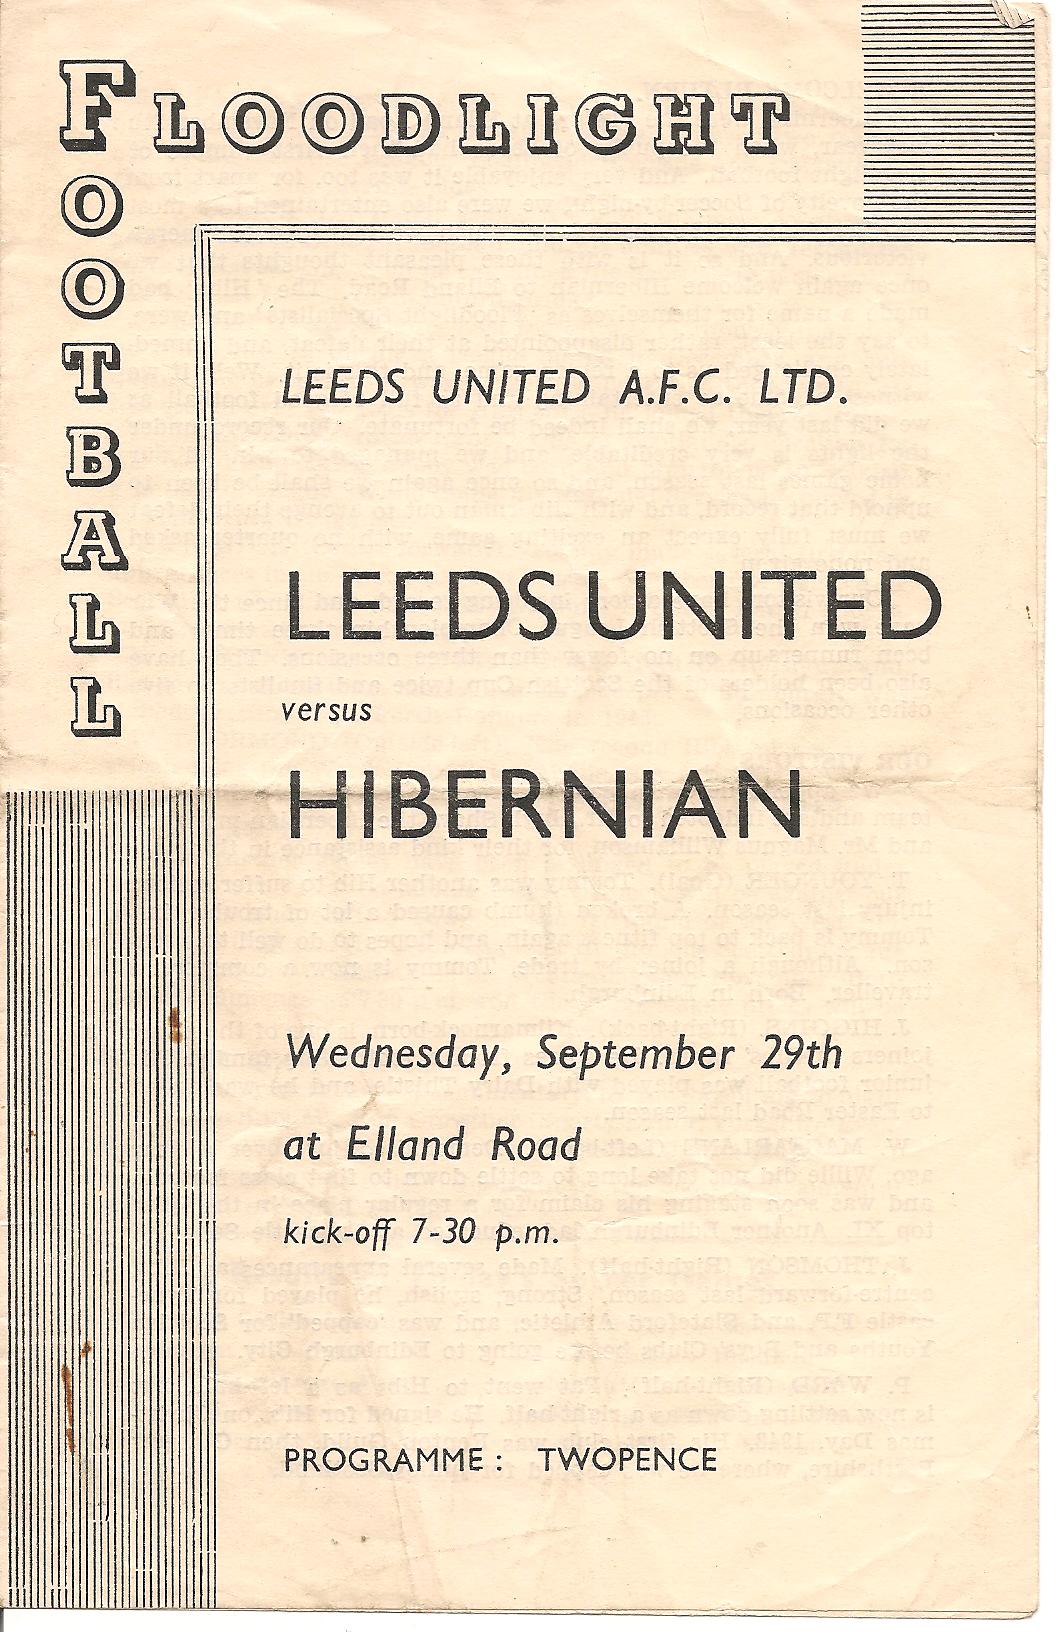 FLOODLIGHT
FOOTBALL
LEEDS UNITED A.F.C. LTD.
LEEDS UNITED
versus
HIBERNIAN
Wednesday, September 29th
at Elland Road
kick-off 7-30 p.m.
PROGRAMME : TWOPENCE